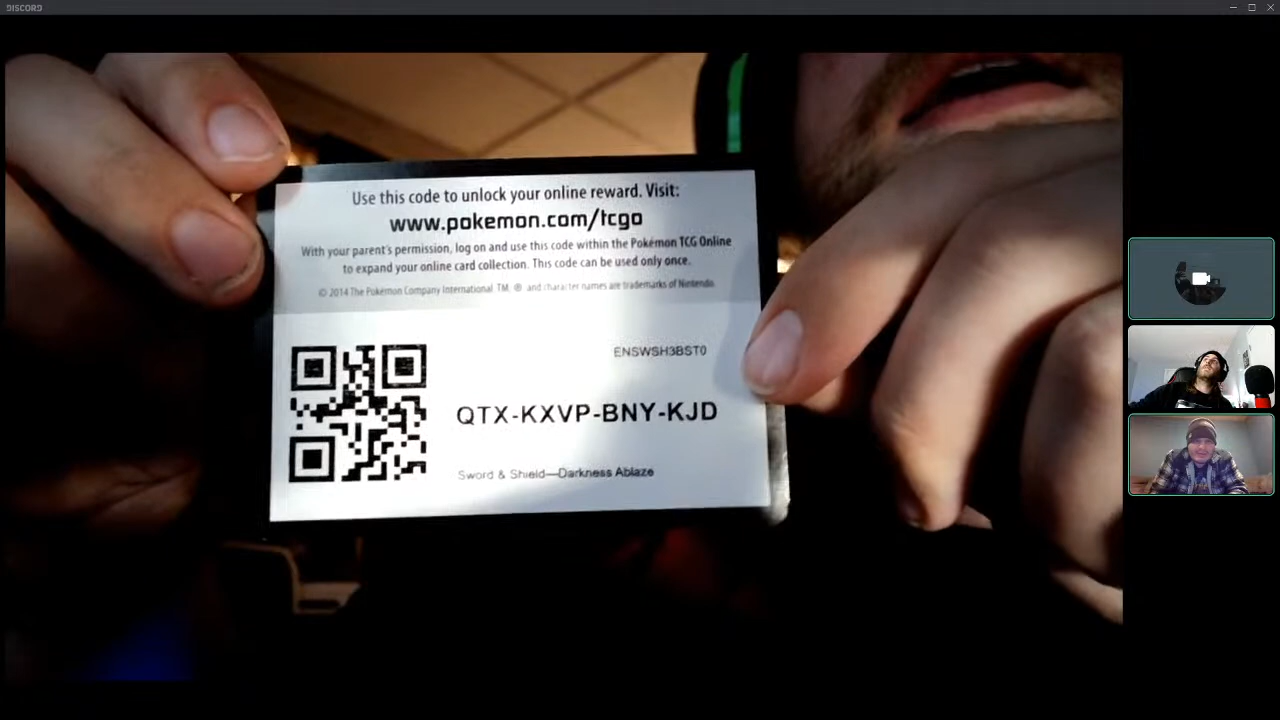 DISCORD
Use this code to unlock your online reward. Visit:
www.pokemon.com/tcgo
With your parent's permission, log on and use this code within the Pokémon TCG Online
to expand your online card collection. This code can be used only once.
© 2014 The Pokémon Company International. TM, ® and character names are trademarks of Nintendo.
ENSWSH3BST0
QTX-KXVP-BNY-KJD
Sword & Shield—Darkness Ablaze